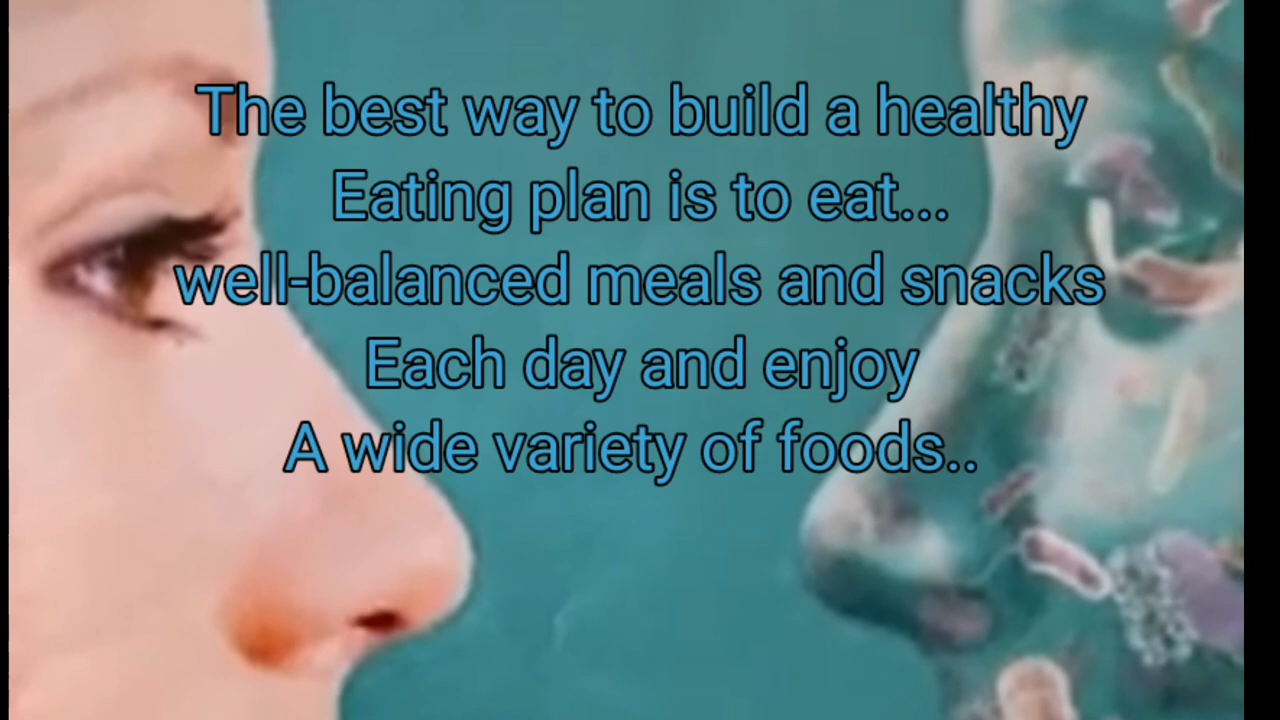 The best way to build a healthy
Eating plan is to eat...
well-balanced meals and snacks
Each day and enjoy
A wide variety of foods..